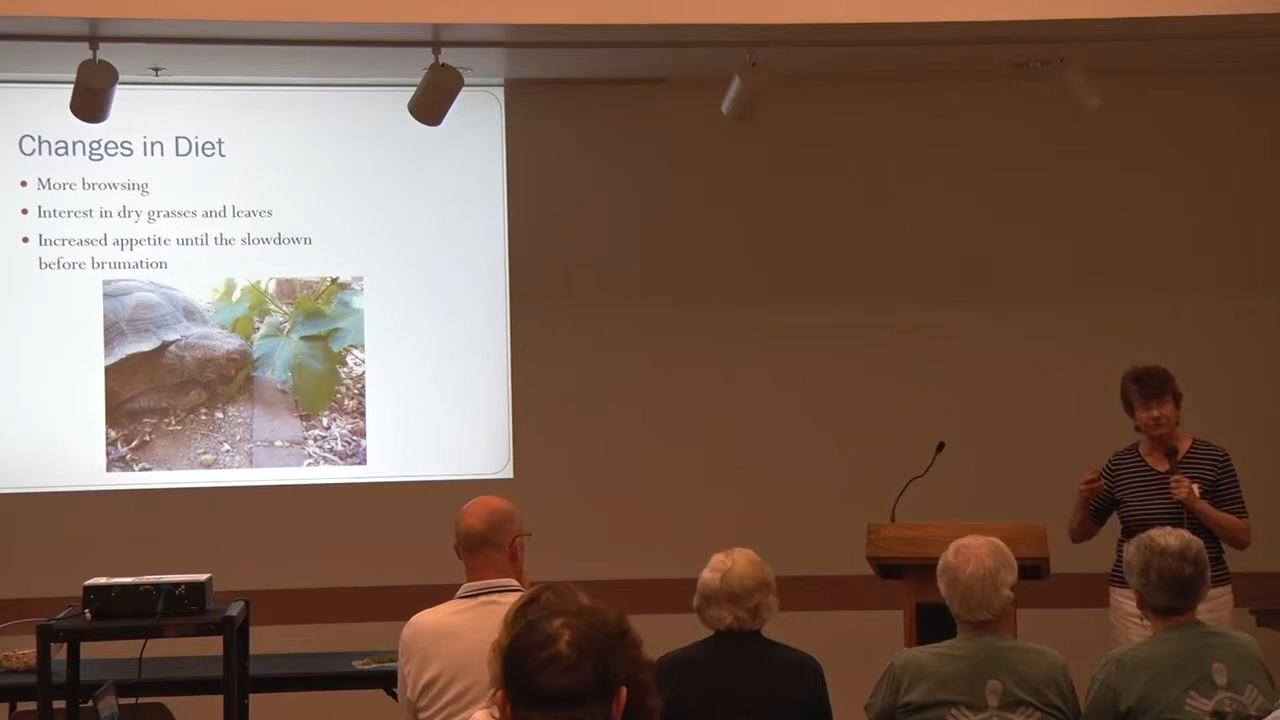 Changes in Diet
• More browsing
• Interest in dry grasses and leaves
• Increased appetite until the slowdown
before brumation